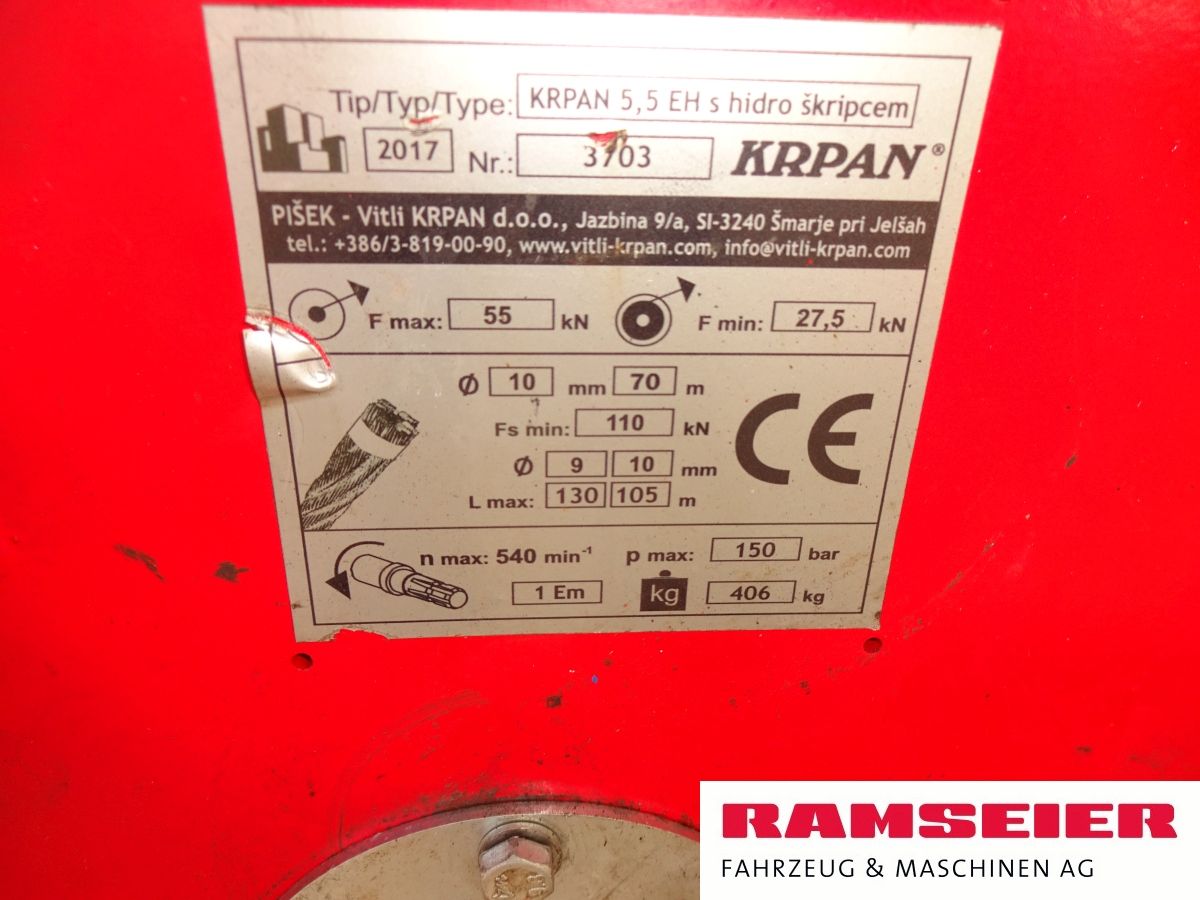 Tip/Typ/Type: KRPAN 5,5 EH s hidro škripcem
2017 Nr.: 3703 KRPAN®
PIŠEK - Vitli KRPAN d.o.o., Jazbina 9/a, SI-3240 Šmarje pri Jelšah
tel.: +386/3-819-00-90, www.vitli-krpan.com, info@vitli-krpan.com
F max: 55 kN F min: 27,5 kN
Ø 10 mm 70 m
Fs min: 110 kN CE
Ø 9 10 mm
L max: 130 105 m
n max: 540 min⁻¹ p max: 150 bar
1 Em kg 406 kg
RAMSEIER
FAHRZEUG & MASCHINEN AG